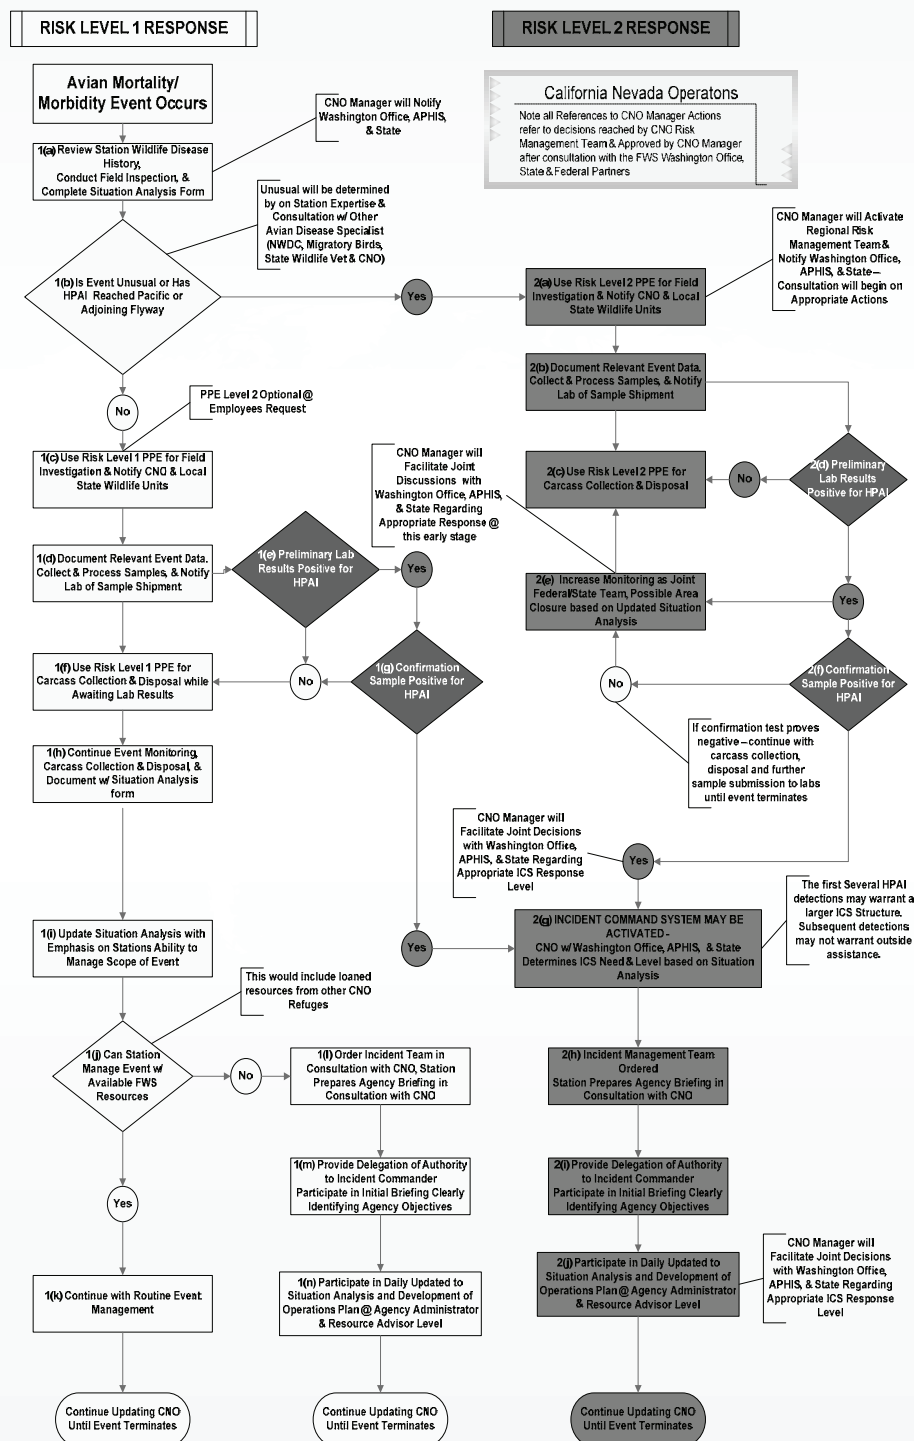 RISK LEVEL 1 RESPONSE
RISK LEVEL 2 RESPONSE
Avian Mortality/
Morbidity Event Occurs
CNO Manager will Notify
Washington Office, APHIS,
& State
California Nevada Operatons
Note all References to CNO Manager Actions
refer to decisions reached by CNO Risk
Management Team & Approved by CNO Manager
after consultation with the FWS Washington Office,
State & Federal Partners
1(a) Review Station Wildlife Disease
History,
Conduct Field Inspection, &
Complete Situation Analysis Form
Unusual will be determined
by on Station Expertise &
Consultation w/ Other
Avian Disease Specialist
(NWDC, Migratory Birds,
State Wildlife Vet & CNO)
CNO Manager will Activate
Regional Risk
Management Team &
Notify Washington Office,
APHIS, & State –
Consultation will begin on
Appropriate Actions
1(b) Is Event Unusual or Has
HPAI Reached Pacific or
Adjoining Flyway
Yes
2(a) Use Risk Level 2 PPE for Field
Investigation & Notify CNO & Local
State Wildlife Units
2(b) Document Relevant Event Data.
Collect & Process Samples, & Notify
Lab of Sample Shipment
No
PPE Level 2 Optional @
Employees Request
1(c) Use Risk Level 1 PPE for Field
Investigation & Notify CNO & Local
State Wildlife Units
CNO Manager will
Facilitate Joint
Discussions with
Washington Office, APHIS,
& State Regarding
Appropriate Response @
this early stage
2(c) Use Risk Level 2 PPE for
Carcass Collection & Disposal
No
2(d) Preliminary
Lab Results
Positive for HPAI
1(d) Document Relevant Event Data.
Collect & Process Samples, & Notify
Lab of Sample Shipment
1(e) Preliminary Lab
Results Positive for
HPAI
Yes
2(e) Increase Monitoring as Joint
Federal/State Team, Possible Area
Closure based on Updated Situation
Analysis
Yes
1(f) Use Risk Level 1 PPE for
Carcass Collection & Disposal while
Awaiting Lab Results
No
1(g) Confirmation
Sample Positive for
HPAI
No
2(f) Confirmation
Sample Positive for
HPAI
1(h) Continue Event Monitoring,
Carcass Collection & Disposal, &
Document w/ Situation Analysis
form
If confirmation test proves
negative – continue with
carcass collection,
disposal and further
sample submission to labs
until event terminates
CNO Manager will
Facilitate Joint Decisions
with Washington Office,
APHIS, & State Regarding
Appropriate ICS Response
Level
Yes
1(i) Update Situation Analysis with
Emphasis on Stations Ability to
Manage Scope of Event
Yes
2(g) INCIDENT COMMAND SYSTEM MAY BE
ACTIVATED -
CNO w/ Washington Office, APHIS, & State
Determines ICS Need & Level based on Situation
Analysis
The first Several HPAI
detections may warrant a
larger ICS Structure.
Subsequent detections
may not warrant outside
assistance.
This would include loaned
resources from other CNO
Refuges
1(j) Can Station
Manage Event w/
Available FWS
Resources
No
1(l) Order Incident Team in
Consultation with CNO, Station
Prepares Agency Briefing in
Consultation with CNO
2(h) Incident Management Team
Ordered
Station Prepares Agency Briefing in
Consultation with CNO
Yes
1(m) Provide Delegation of Authority
to Incident Commander
Participate in Initial Briefing Clearly
Identifying Agency Objectives
2(i) Provide Delegation of Authority
to Incident Commander
Participate in Initial Briefing Clearly
Identifying Agency Objectives
1(k) Continue with Routine Event
Management
1(n) Participate in Daily Updated to
Situation Analysis and Development of
Operations Plan @ Agency Administrator
& Resource Advisor Level
2(j) Participate in Daily Updated to
Situation Analysis and Development of
Operations Plan @ Agency Administrator
& Resource Advisor Level
CNO Manager will
Facilitate Joint Decisions
with Washington Office,
APHIS, & State Regarding
Appropriate ICS Response
Level
Continue Updating CNO
Until Event Terminates
Continue Updating CNO
Until Event Terminates
Continue Updating CNO
Until Event Terminates